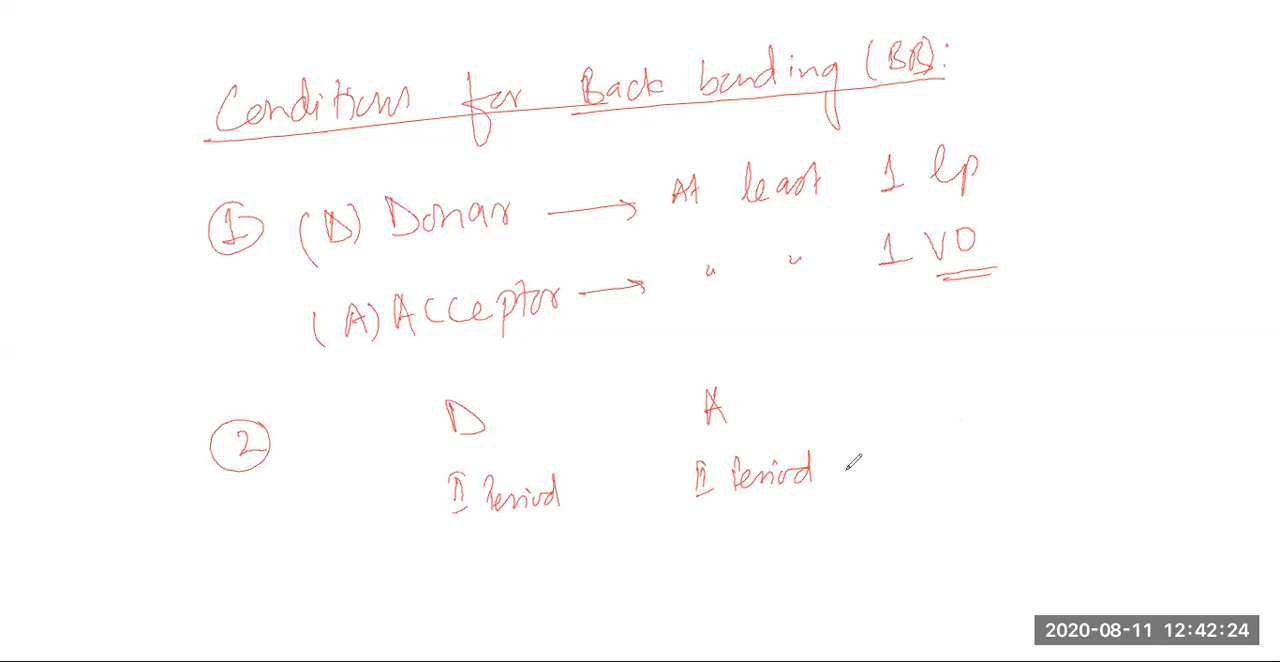 Conditions for Back bonding (BB):
① (D) Donar → At least 1 lp
(A) Acceptor → " " 1 VO
② D A
II Period II Period
2020-08-11 12:42:24